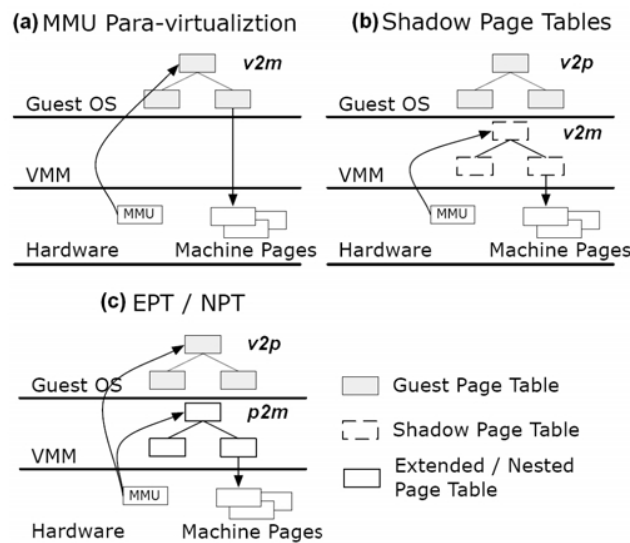 (a) MMU Para-virtualiztion
v2m
Guest OS
VMM
MMU
Hardware
Machine Pages
(b) Shadow Page Tables
v2p
Guest OS
v2m
VMM
MMU
Hardware
Machine Pages
(c) EPT / NPT
v2p
Guest OS
p2m
VMM
MMU
Hardware
Machine Pages
Guest Page Table
Shadow Page Table
Extended / Nested
Page Table